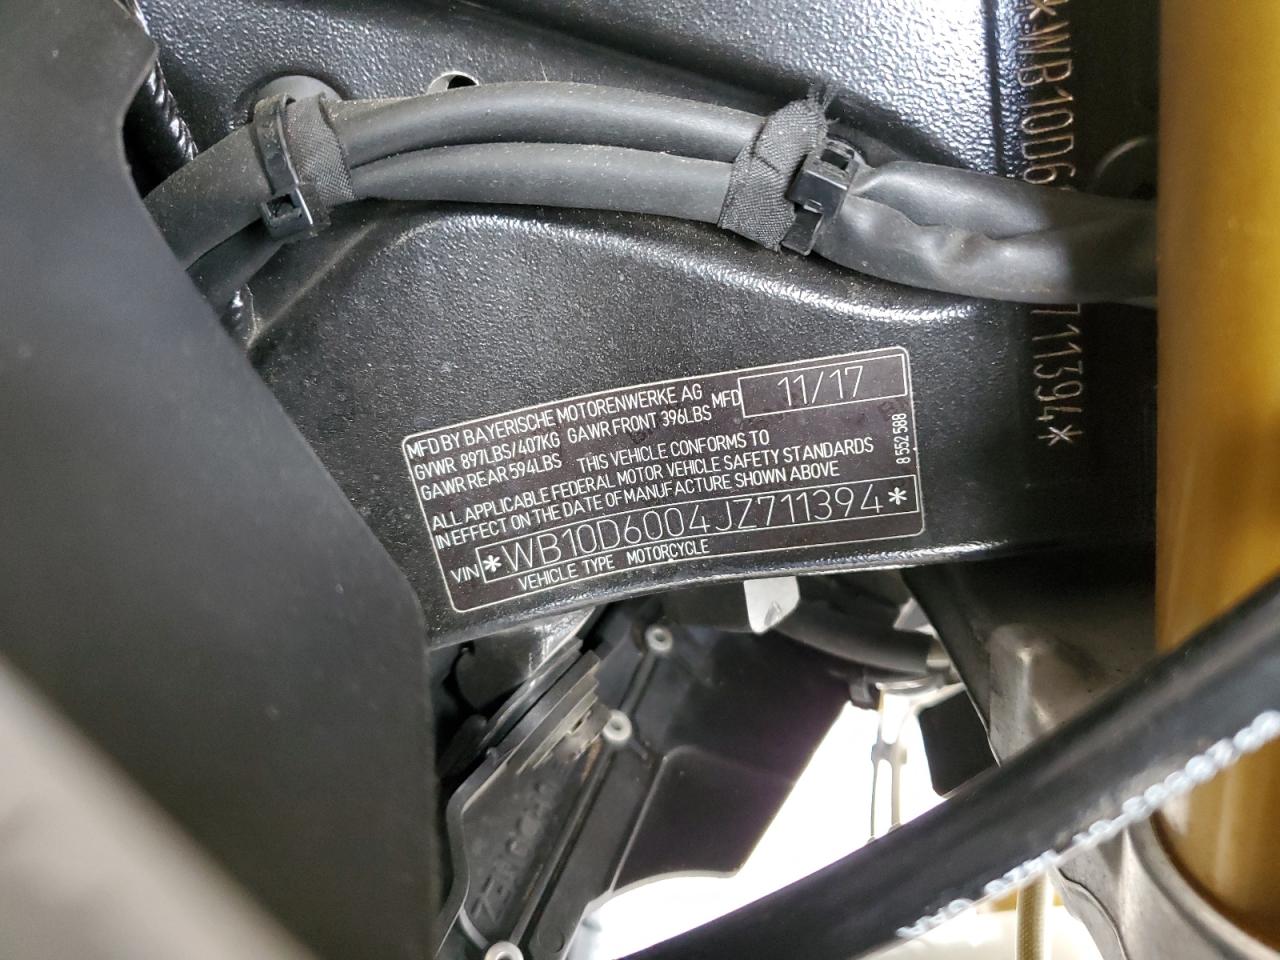 MFD BY BAYERISCHE MOTORENWERKE AG MFD 11/17
GVWR 897LBS/407KG GAWR FRONT 396LBS
GAWR REAR 594LBS THIS VEHICLE CONFORMS TO
ALL APPLICABLE FEDERAL MOTOR VEHICLE SAFETY STANDARDS
IN EFFECT ON THE DATE OF MANUFACTURE SHOWN ABOVE
VIN *WB10D6004JZ711394*
VEHICLE TYPE MOTORCYCLE
8 552 588
*WB10D6
711394*